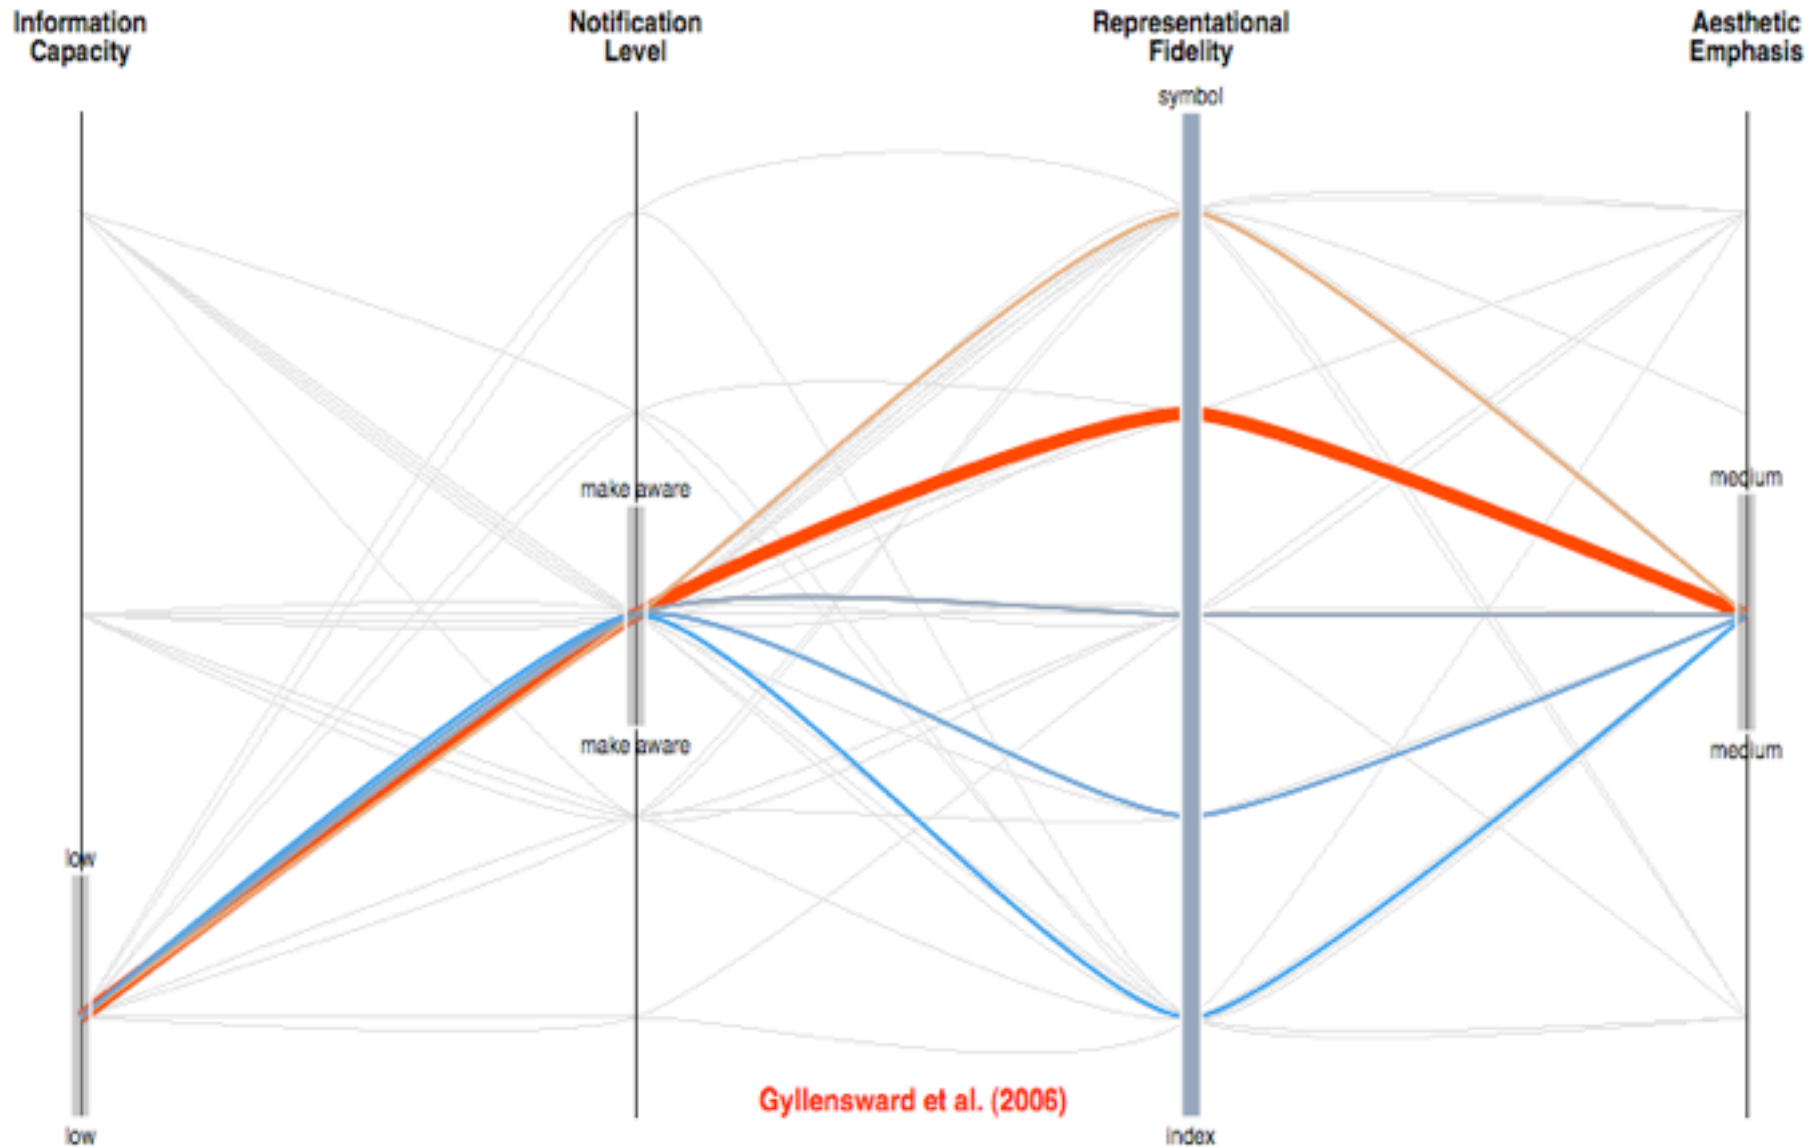 Information
Capacity
Notification
Level
Representational
Fidelity
Aesthetic
Emphasis
symbol
make aware
medium
make aware
medium
low
Gyllensward et al. (2006)
low
index